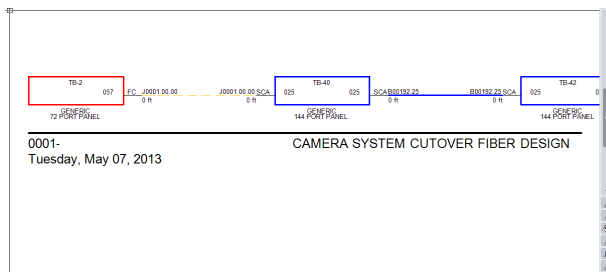 TB-2
057
FC J0001.00.00
0 ft
J0001:00.00 SCA
0 ft
GENERIC
72 PORT PANEL
TB-40
025 025
SCAB00192.25
0 ft
B00192.25 SCA
0 ft
GENERIC
144 PORT PANEL
TB-42
025
GENERIC
144 PORT PANEL
0001-
Tuesday, May 07, 2013
CAMERA SYSTEM CUTOVER FIBER DESIGN